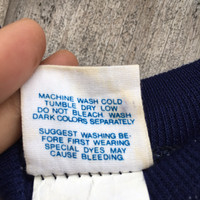 MACHINE WASH COLD
TUMBLE DRY LOW
DO NOT BLEACH. WASH
DARK COLORS SEPARATELY
SUGGEST WASHING BE-
FORE FIRST WEARING
SPECIAL DYES MAY
CAUSE BLEEDING.